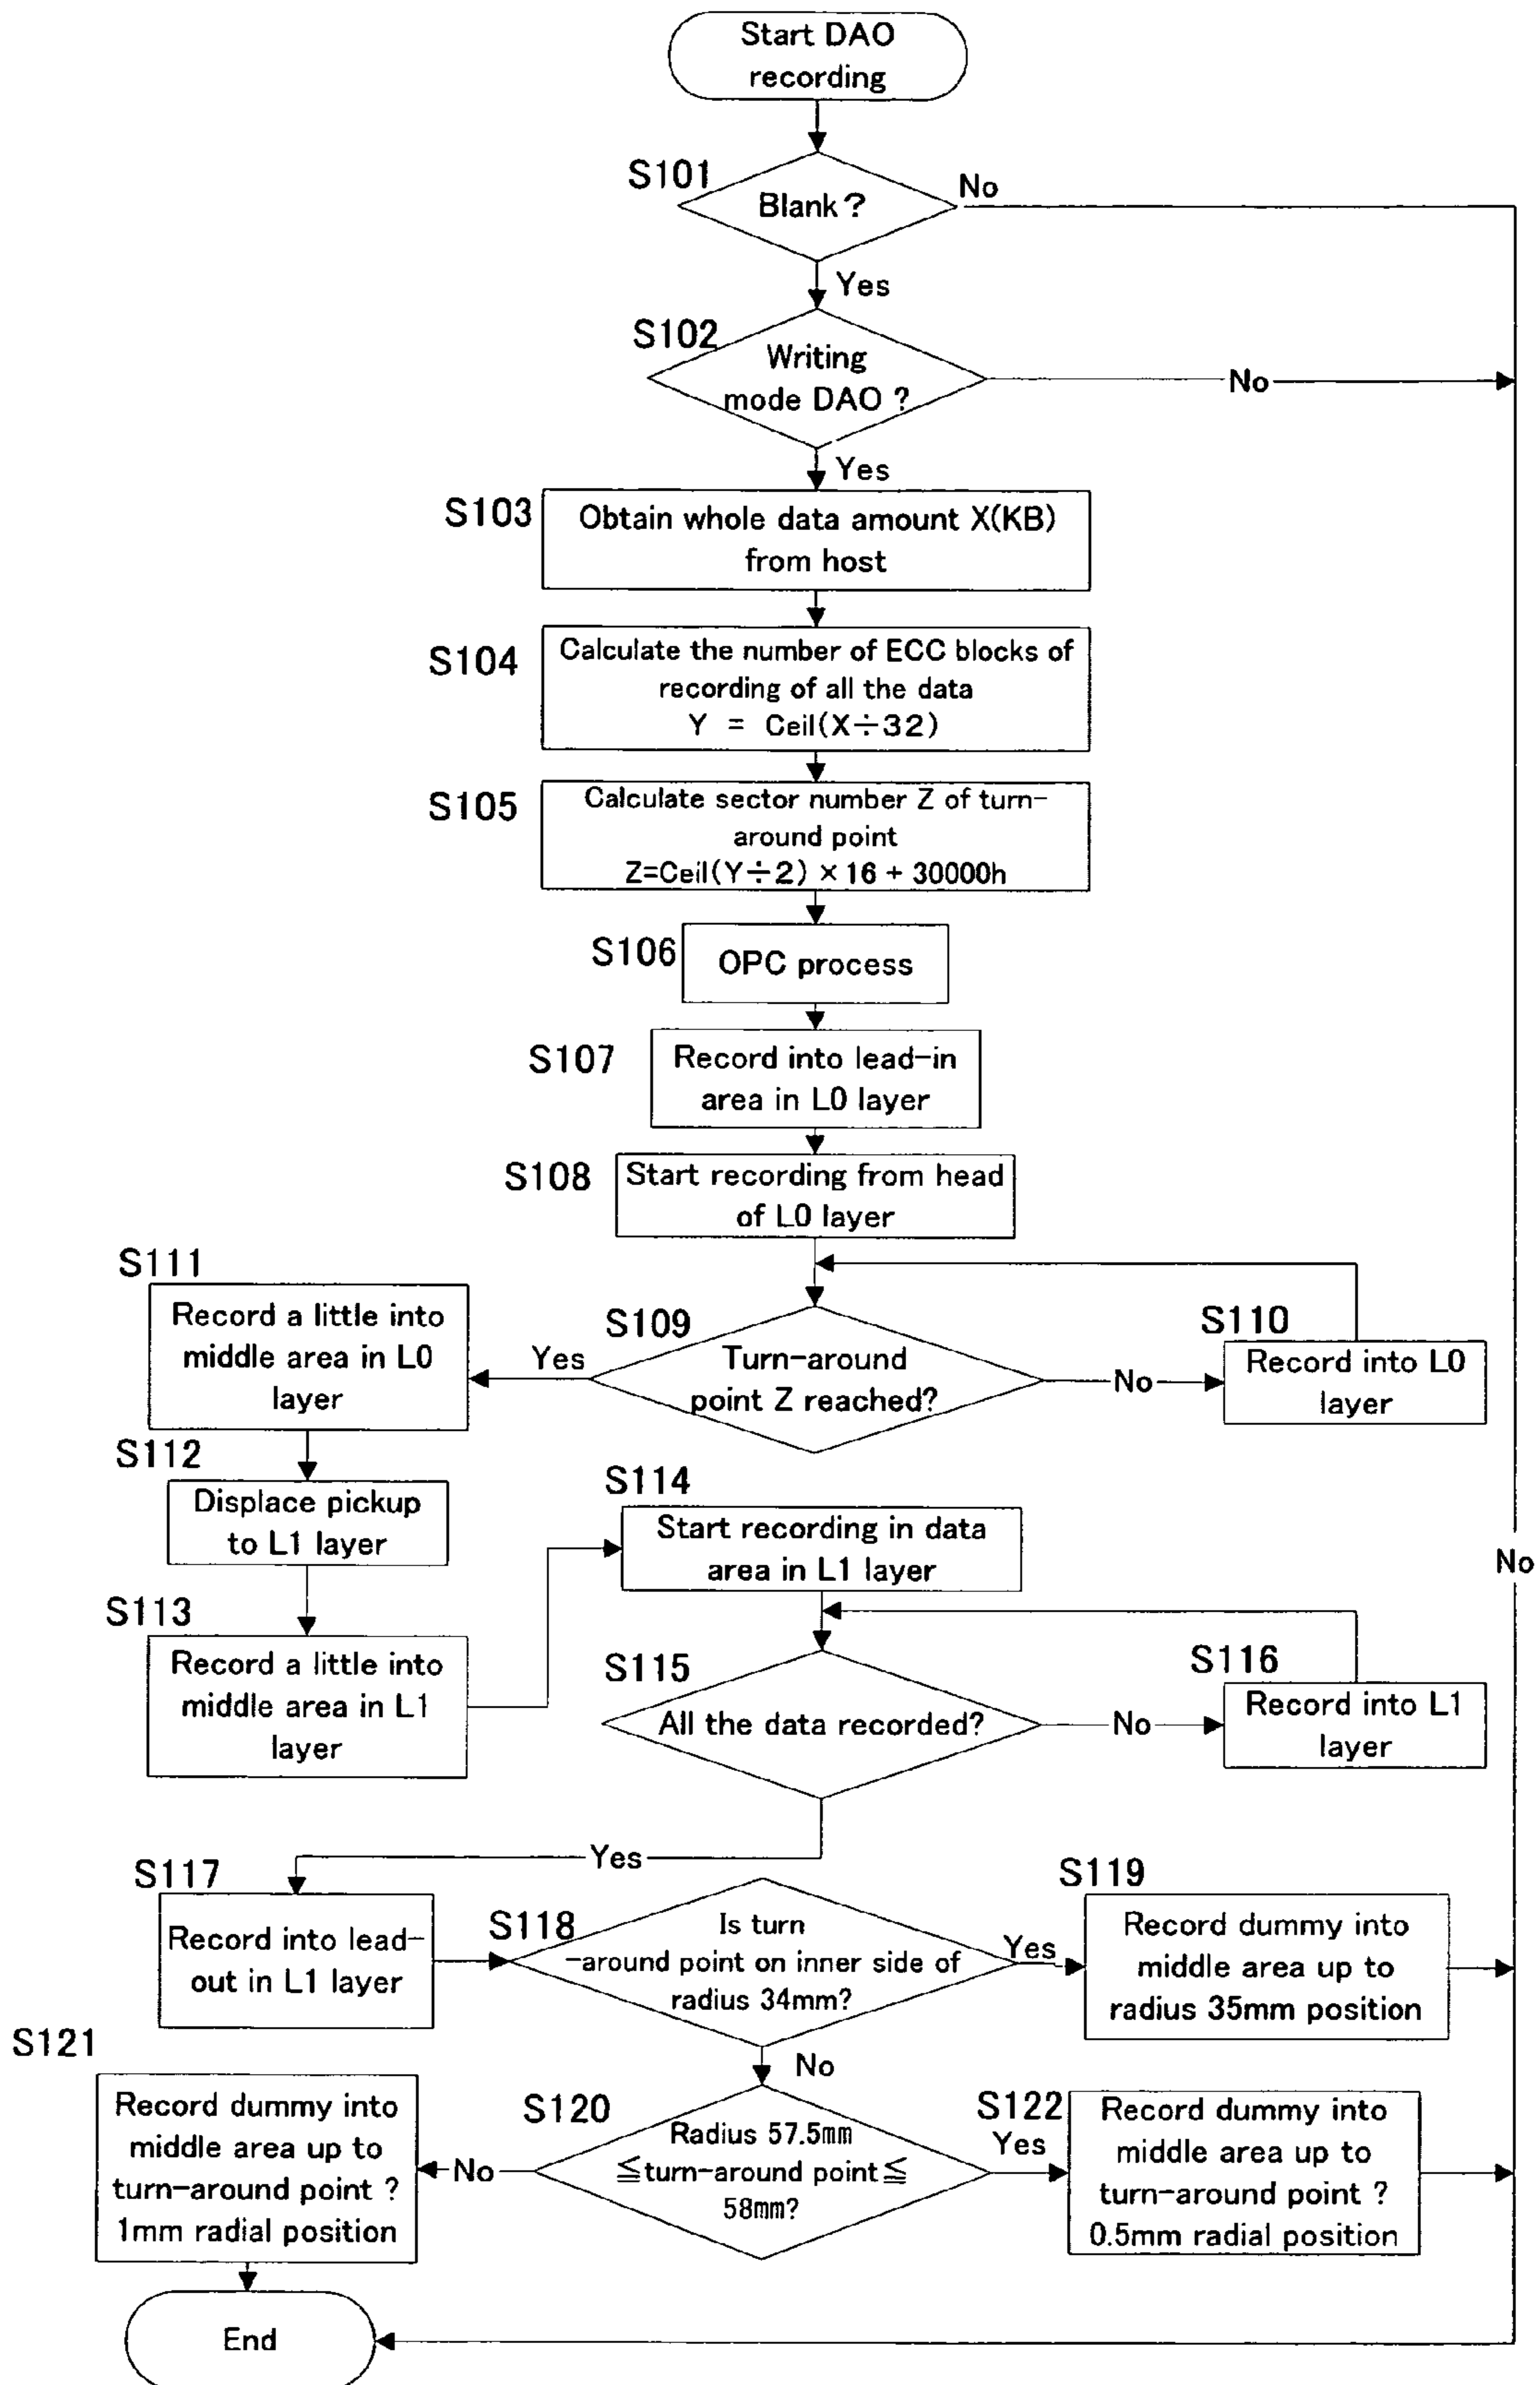 Start DAO
recording
S101
Blank?
No
Yes
S102
Writing
mode DAO ?
No
Yes
S103
Obtain whole data amount X(KB)
from host
S104
Calculate the number of ECC blocks of
recording of all the data
Y = Ceil(X÷32)
S105
Calculate sector number Z of turn-
around point
Z=Ceil(Y÷2) × 16 + 30000h
S106
OPC process
S107
Record into lead-in
area in L0 layer
S108
Start recording from head
of L0 layer
S109
Turn-around
point Z reached?
No
S110
Record into L0
layer
Yes
S111
Record a little into
middle area in L0
layer
S112
Displace pickup
to L1 layer
S113
Record a little into
middle area in L1
layer
S114
Start recording in data
area in L1 layer
No
S115
All the data recorded?
No
S116
Record into L1
layer
Yes
S117
Record into lead-
out in L1 layer
S118
Is turn
-around point on inner side of
radius 34mm?
Yes
S119
Record dummy into
middle area up to
radius 35mm position
No
S120
Radius 57.5mm
≦turn-around point≦
58mm?
No
S121
Record dummy into
middle area up to
turn-around point ?
1mm radial position
Yes
S122
Record dummy into
middle area up to
turn-around point ?
0.5mm radial position
End